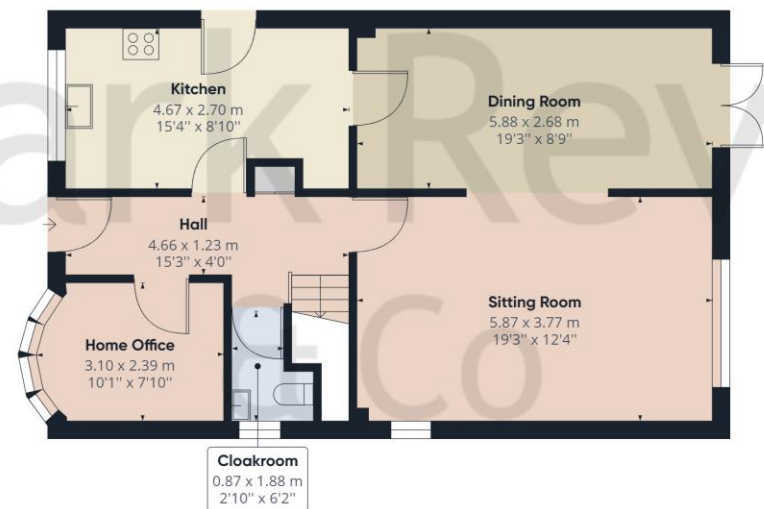 Kitchen
4.67 x 2.70 m
15'4" x 8'10"
Dining Room
5.88 x 2.68 m
19'3" x 8'9"
Hall
4.66 x 1.23 m
15'3" x 4'0"
Sitting Room
5.87 x 3.77 m
19'3" x 12'4"
Home Office
3.10 x 2.39 m
10'1" x 7'10"
Cloakroom
0.87 x 1.88 m
2'10" x 6'2"
ark Rev
& Co